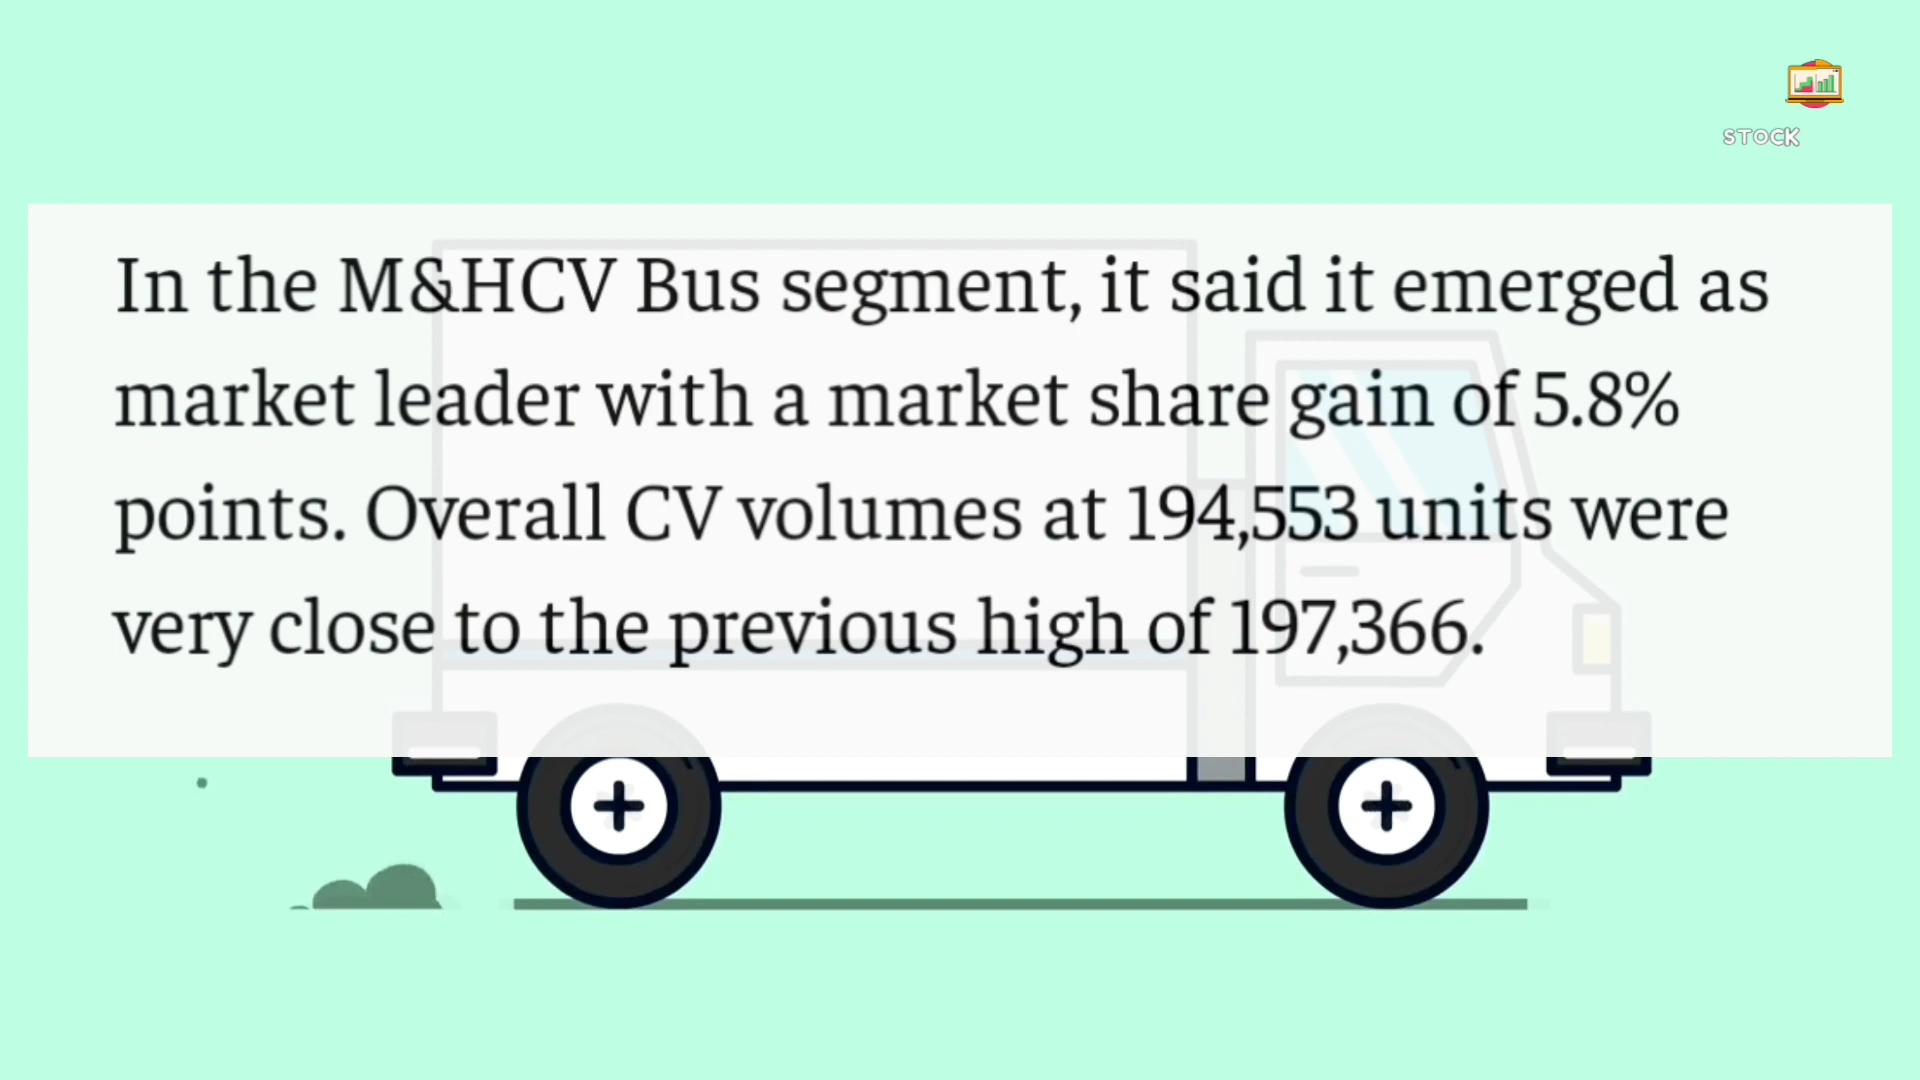 STOCK
In the M&HCV Bus segment, it said it emerged as
market leader with a market share gain of 5.8%
points. Overall CV volumes at 194,553 units were
very close to the previous high of 197,366.